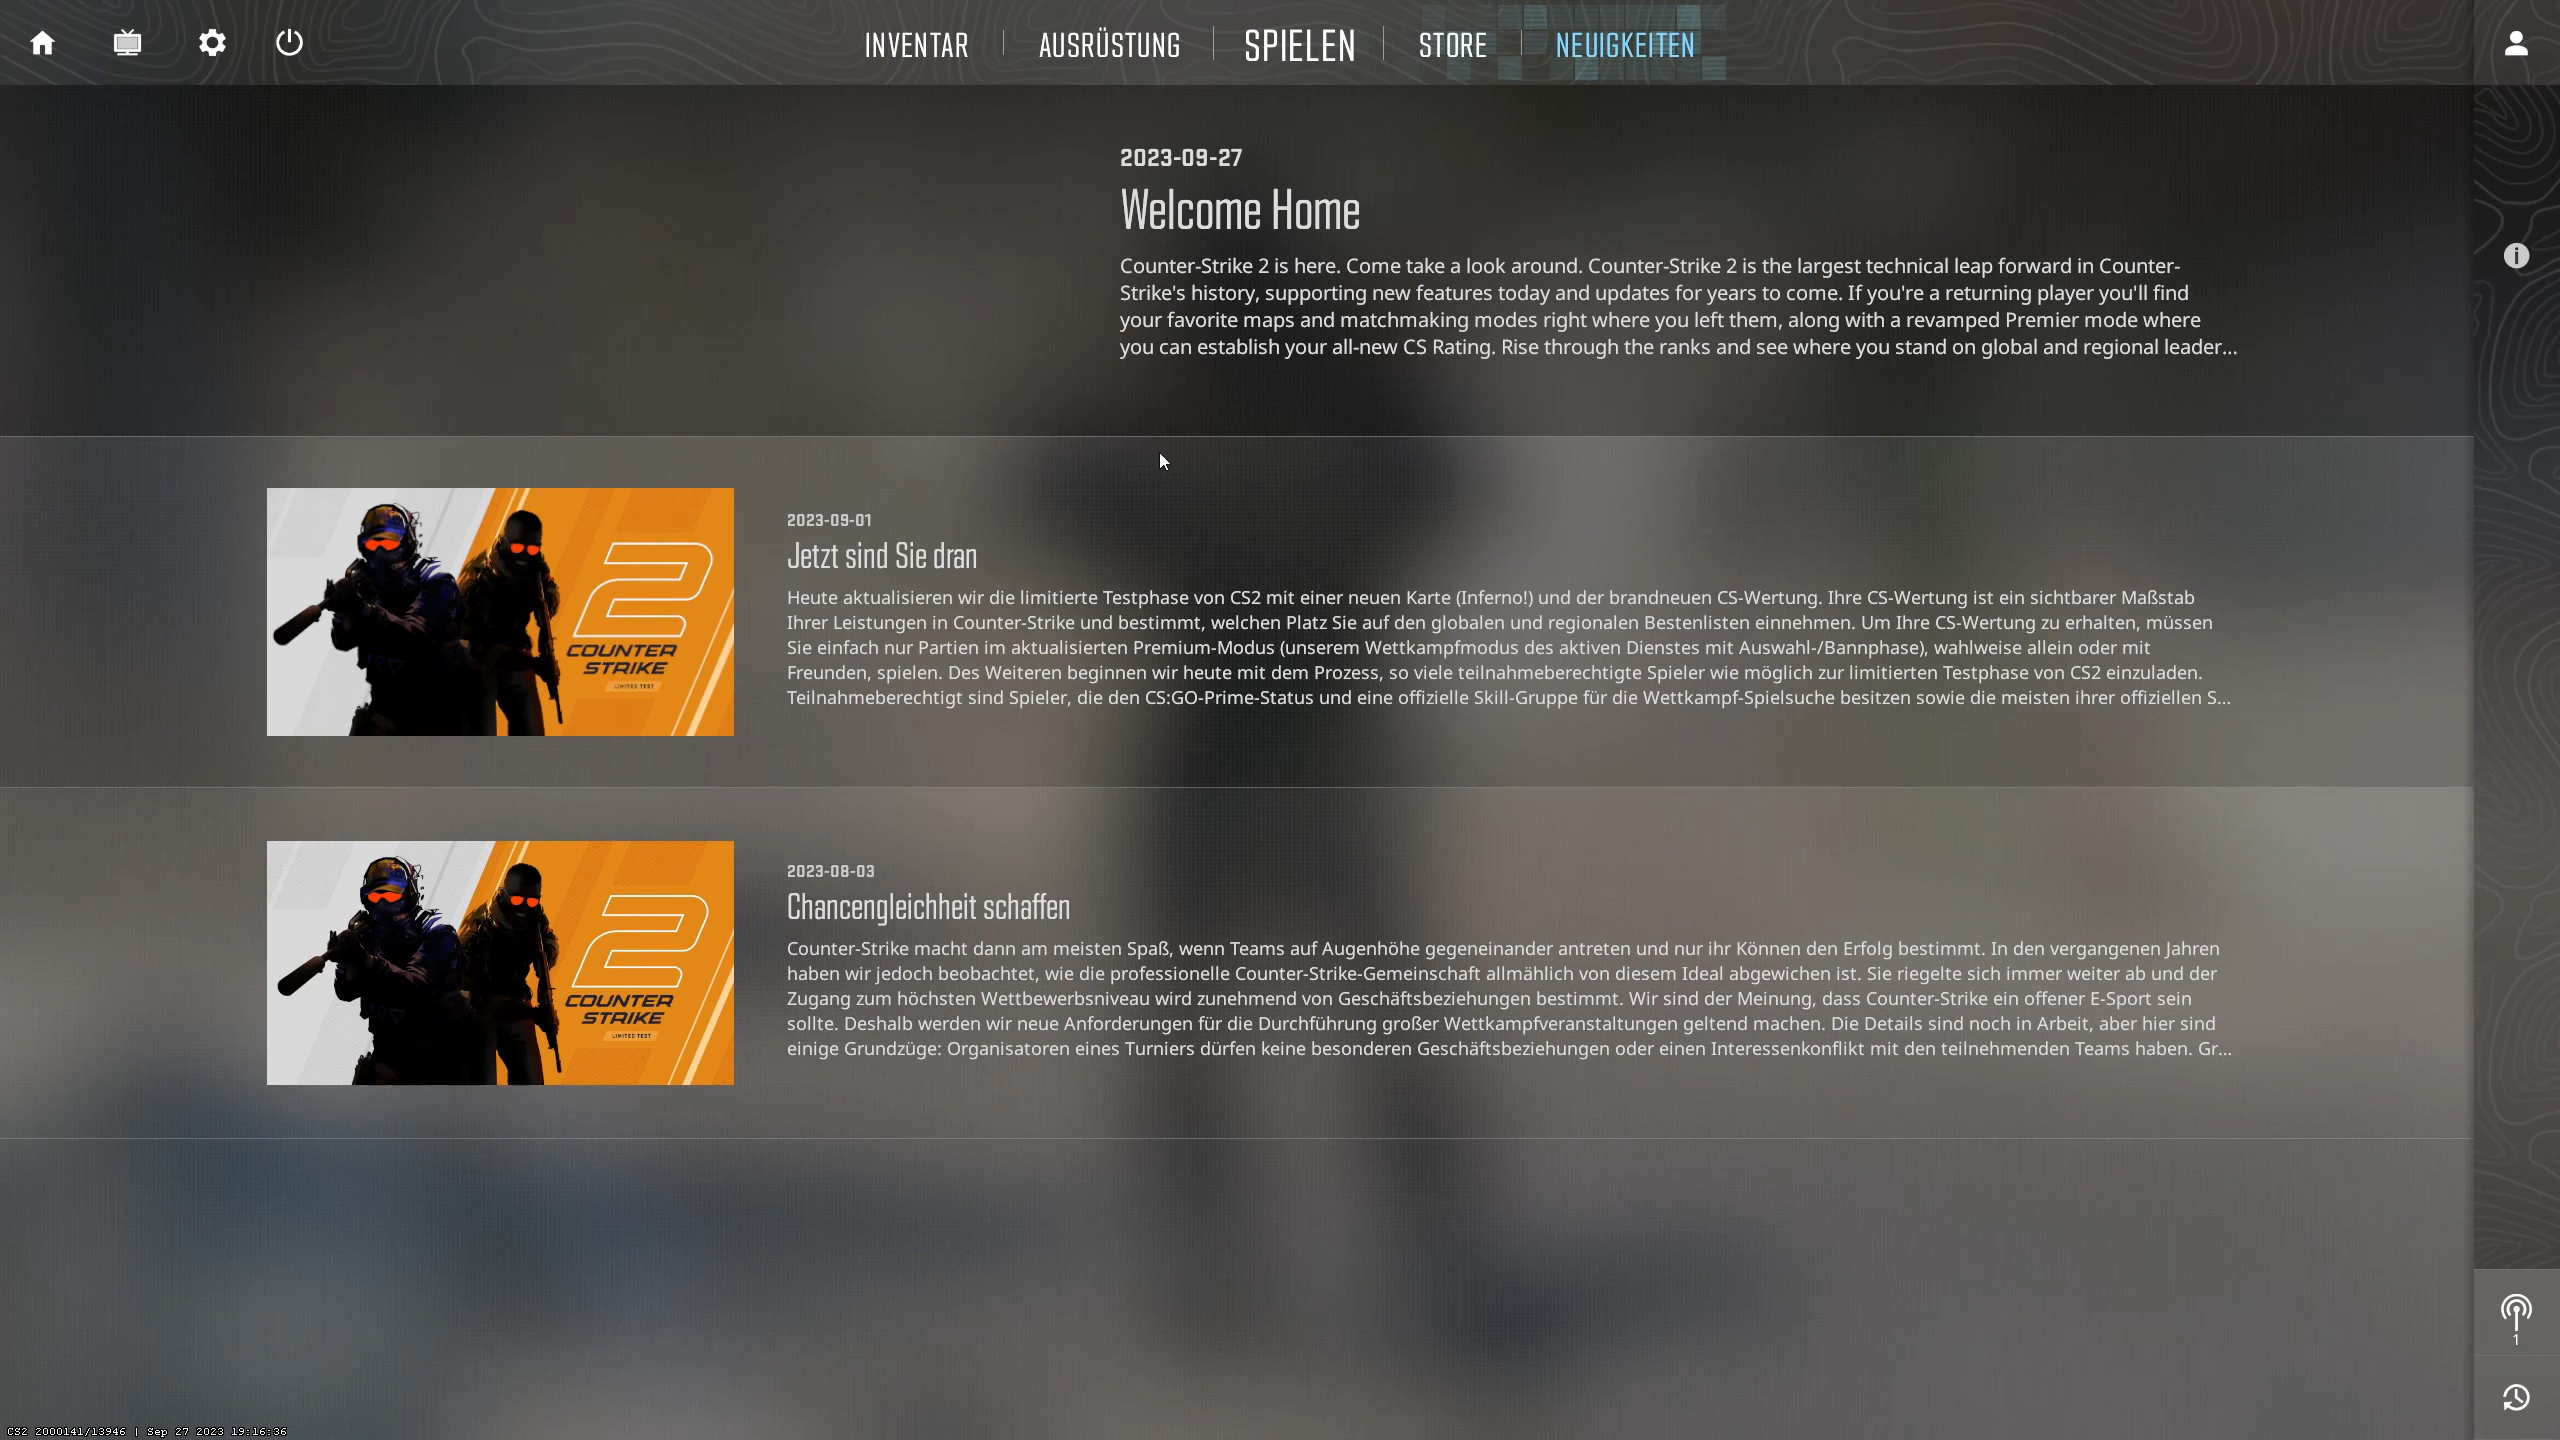 INVENTAR
AUSRÜSTUNG
SPIELEN
STORE
NEUIGKEITEN
2023-09-27
Welcome Home
Counter-Strike 2 is here. Come take a look around. Counter-Strike 2 is the largest technical leap forward in Counter-
Strike's history, supporting new features today and updates for years to come. If you're a returning player you'll find
your favorite maps and matchmaking modes right where you left them, along with a revamped Premier mode where
you can establish your all-new CS Rating. Rise through the ranks and see where you stand on global and regional leader...
2
COUNTER
STRIKE
LIMITED TEST
2023-09-01
Jetzt sind Sie dran
Heute aktualisieren wir die limitierte Testphase von CS2 mit einer neuen Karte (Inferno!) und der brandneuen CS-Wertung. Ihre CS-Wertung ist ein sichtbarer Maßstab
Ihrer Leistungen in Counter-Strike und bestimmt, welchen Platz Sie auf den globalen und regionalen Bestenlisten einnehmen. Um Ihre CS-Wertung zu erhalten, müssen
Sie einfach nur Partien im aktualisierten Premium-Modus (unserem Wettkampfmodus des aktiven Dienstes mit Auswahl-/Bannphase), wahlweise allein oder mit
Freunden, spielen. Des Weiteren beginnen wir heute mit dem Prozess, so viele teilnahmeberechtigte Spieler wie möglich zur limitierten Testphase von CS2 einzuladen.
Teilnahmeberechtigt sind Spieler, die den CS:GO-Prime-Status und eine offizielle Skill-Gruppe für die Wettkampf-Spielsuche besitzen sowie die meisten ihrer offiziellen S...
2
COUNTER
STRIKE
LIMITED TEST
2023-08-03
Chancengleichheit schaffen
Counter-Strike macht dann am meisten Spaß, wenn Teams auf Augenhöhe gegeneinander antreten und nur ihr Können den Erfolg bestimmt. In den vergangenen Jahren
haben wir jedoch beobachtet, wie die professionelle Counter-Strike-Gemeinschaft allmählich von diesem Ideal abgewichen ist. Sie riegelte sich immer weiter ab und der
Zugang zum höchsten Wettbewerbsniveau wird zunehmend von Geschäftsbeziehungen bestimmt. Wir sind der Meinung, dass Counter-Strike ein offener E-Sport sein
sollte. Deshalb werden wir neue Anforderungen für die Durchführung großer Wettkampfveranstaltungen geltend machen. Die Details sind noch in Arbeit, aber hier sind
einige Grundzüge: Organisatoren eines Turniers dürfen keine besonderen Geschäftsbeziehungen oder einen Interessenkonflikt mit den teilnehmenden Teams haben. Gr...
1
CS2 2000141/13946 | Sep 27 2023 19:16:36